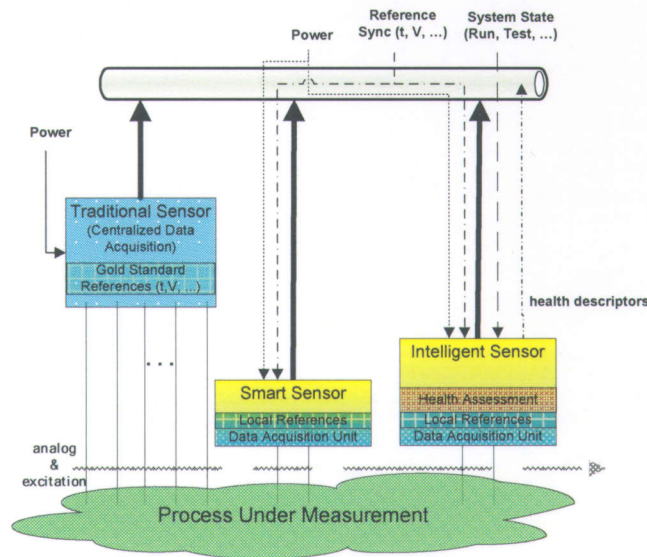 Reference
Sync (t, V, ...)
System State
(Run, Test, ...)
Power
Power
Traditional Sensor
(Centralized Data
Acquisition)
Gold Standard
References (t,V, ...)
health descriptors
. . .
Intelligent Sensor
Health Assessment
Local References
Data Acquisition Unit
Smart Sensor
Local References
Data Acquisition Unit
analog
&
excitation
Process Under Measurement